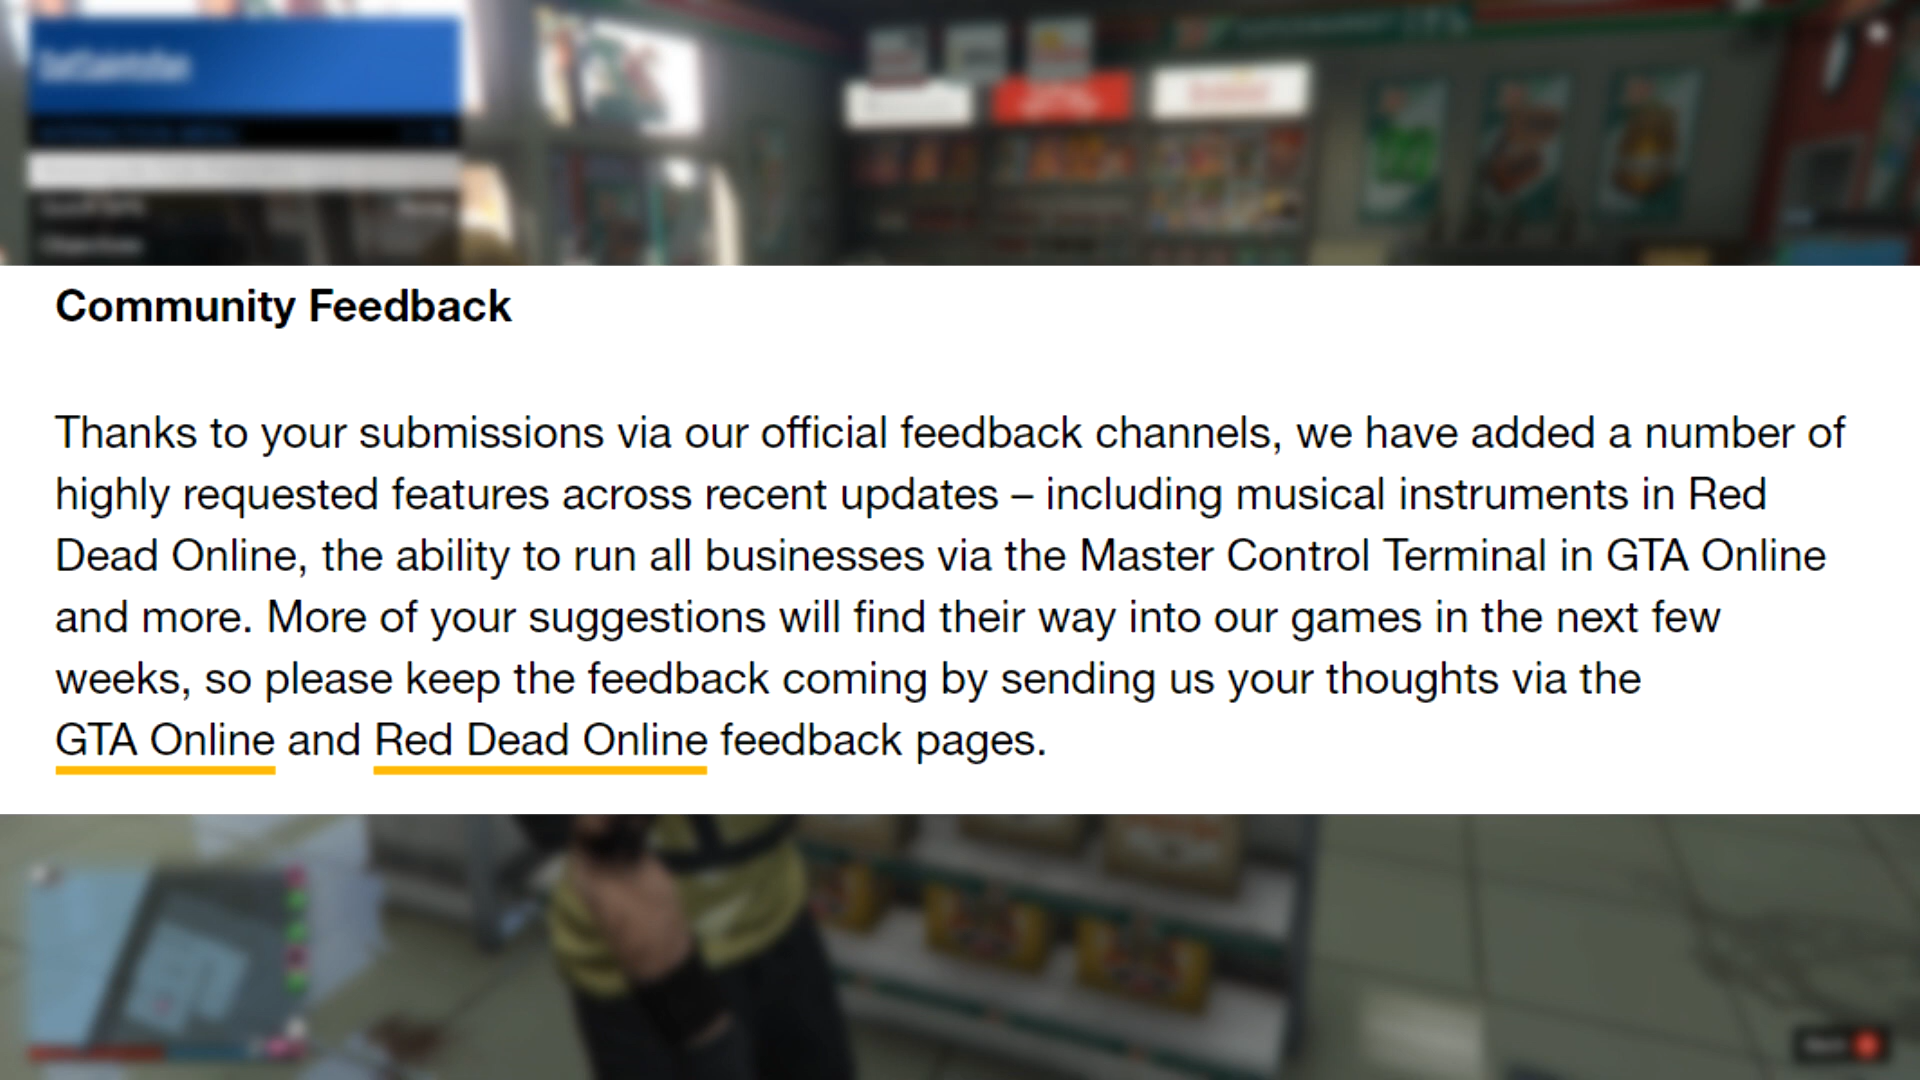 Community Feedback
Thanks to your submissions via our official feedback channels, we have added a number of
highly requested features across recent updates – including musical instruments in Red
Dead Online, the ability to run all businesses via the Master Control Terminal in GTA Online
and more. More of your suggestions will find their way into our games in the next few
weeks, so please keep the feedback coming by sending us your thoughts via the
GTA Online and Red Dead Online feedback pages.